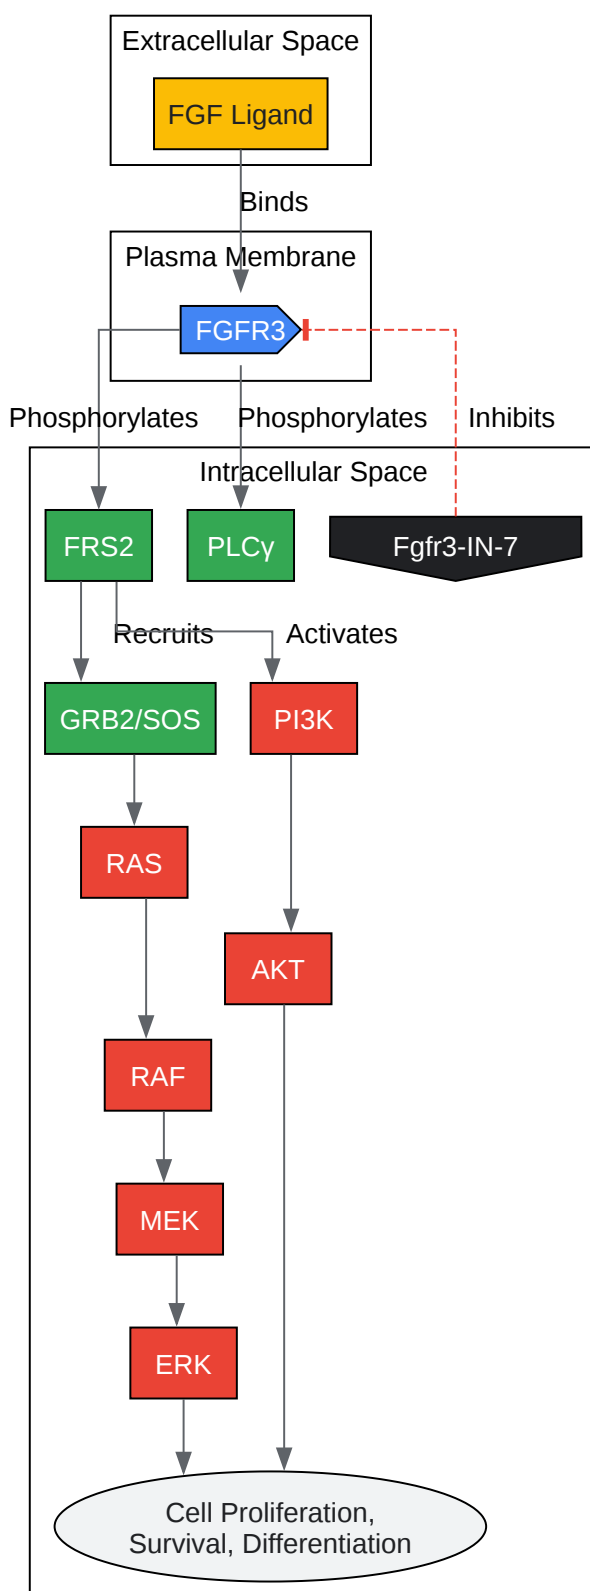 Extracellular Space
FGF Ligand
Binds
Plasma Membrane
FGFR3
Phosphorylates
Phosphorylates
Inhibits
Intracellular Space
FRS2
PLCγ
Fgfr3-IN-7
Recruits
Activates
GRB2/SOS
PI3K
RAS
AKT
RAF
MEK
ERK
Cell Proliferation,
Survival, Differentiation